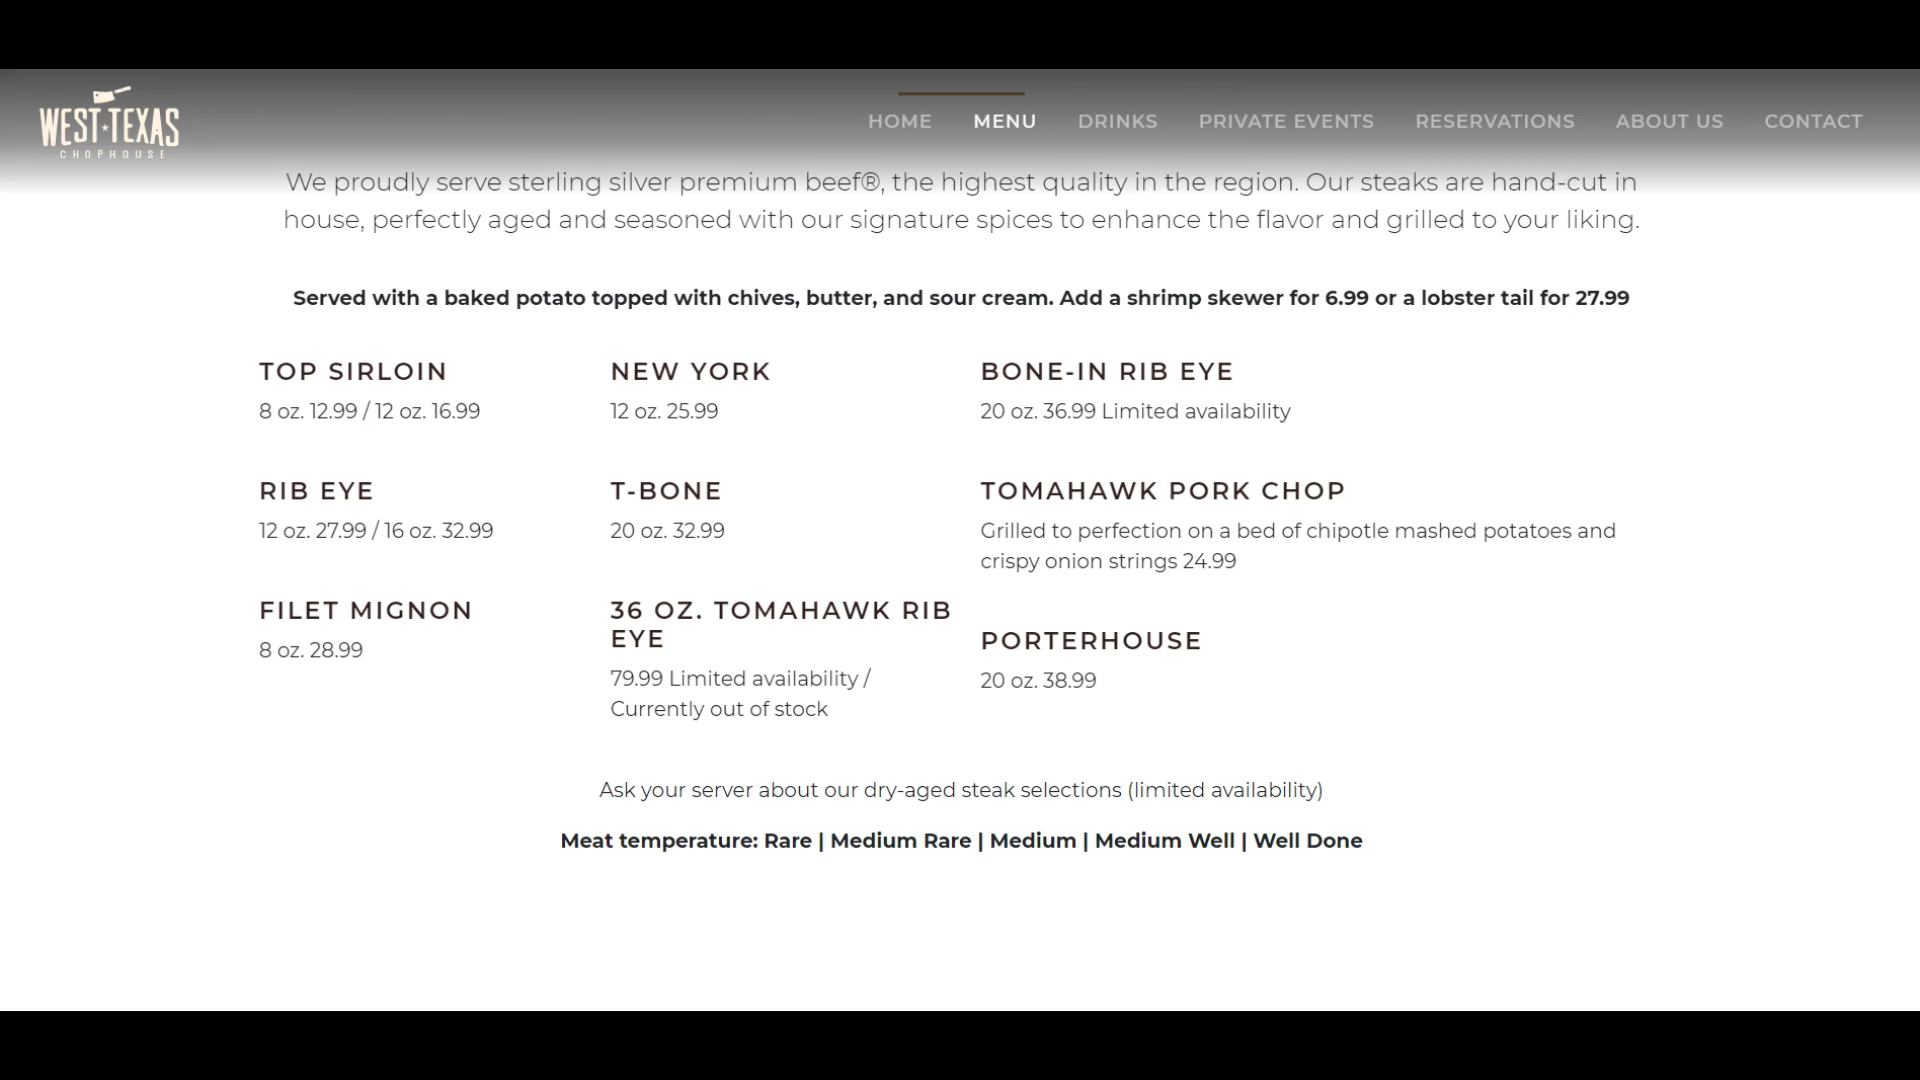 WEST TEXAS
CHOPHOUSE
HOME MENU DRINKS PRIVATE EVENTS RESERVATIONS ABOUT US CONTACT
We proudly serve sterling silver premium beef®, the highest quality in the region. Our steaks are hand-cut in
house, perfectly aged and seasoned with our signature spices to enhance the flavor and grilled to your liking.
Served with a baked potato topped with chives, butter, and sour cream. Add a shrimp skewer for 6.99 or a lobster tail for 27.99
TOP SIRLOIN
8 oz. 12.99 / 12 oz. 16.99
RIB EYE
12 oz. 27.99 / 16 oz. 32.99
FILET MIGNON
8 oz. 28.99
NEW YORK
12 oz. 25.99
T-BONE
20 oz. 32.99
36 OZ. TOMAHAWK RIB
EYE
79.99 Limited availability /
Currently out of stock
BONE-IN RIB EYE
20 oz. 36.99 Limited availability
TOMAHAWK PORK CHOP
Grilled to perfection on a bed of chipotle mashed potatoes and
crispy onion strings 24.99
PORTERHOUSE
20 oz. 38.99
Ask your server about our dry-aged steak selections (limited availability)
Meat temperature: Rare | Medium Rare | Medium | Medium Well | Well Done